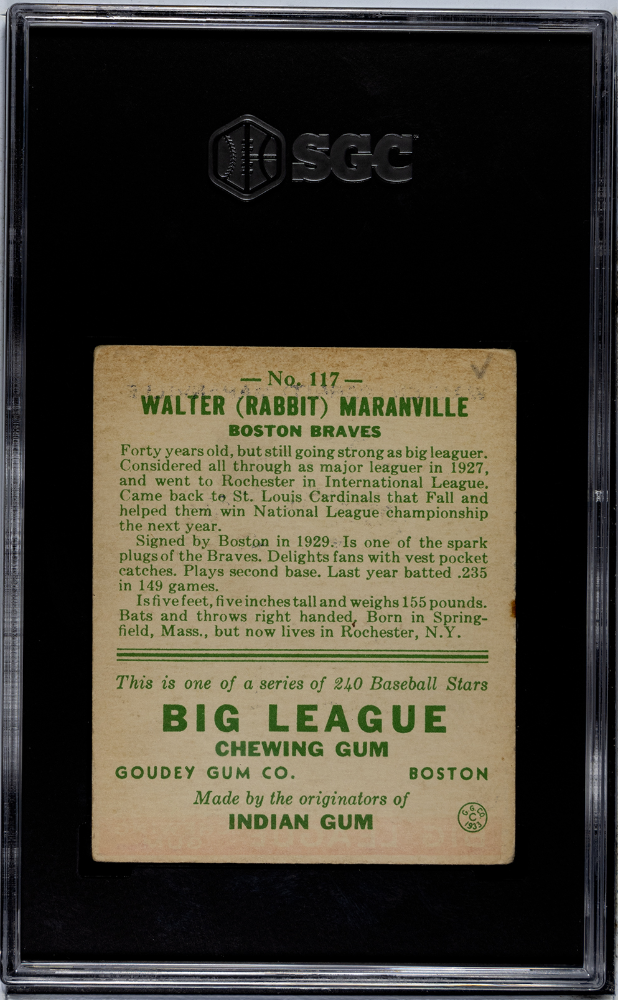 SGC
— No. 117 —
WALTER (RABBIT) MARANVILLE
BOSTON BRAVES
Forty years old, but still going strong as big leaguer.
Considered all through as major leaguer in 1927,
and went to Rochester in International League.
Came back to St. Louis Cardinals that Fall and
helped them win National League championship
the next year.
Signed by Boston in 1929. Is one of the spark
plugs of the Braves. Delights fans with vest pocket
catches. Plays second base. Last year batted .235
in 149 games.
Is five feet, five inches tall and weighs 155 pounds.
Bats and throws right handed. Born in Spring-
field, Mass., but now lives in Rochester, N.Y.
This is one of a series of 240 Baseball Stars
BIG LEAGUE
CHEWING GUM
GOUDEY GUM CO. BOSTON
Made by the originators of
INDIAN GUM
G. G. CO. C 1933